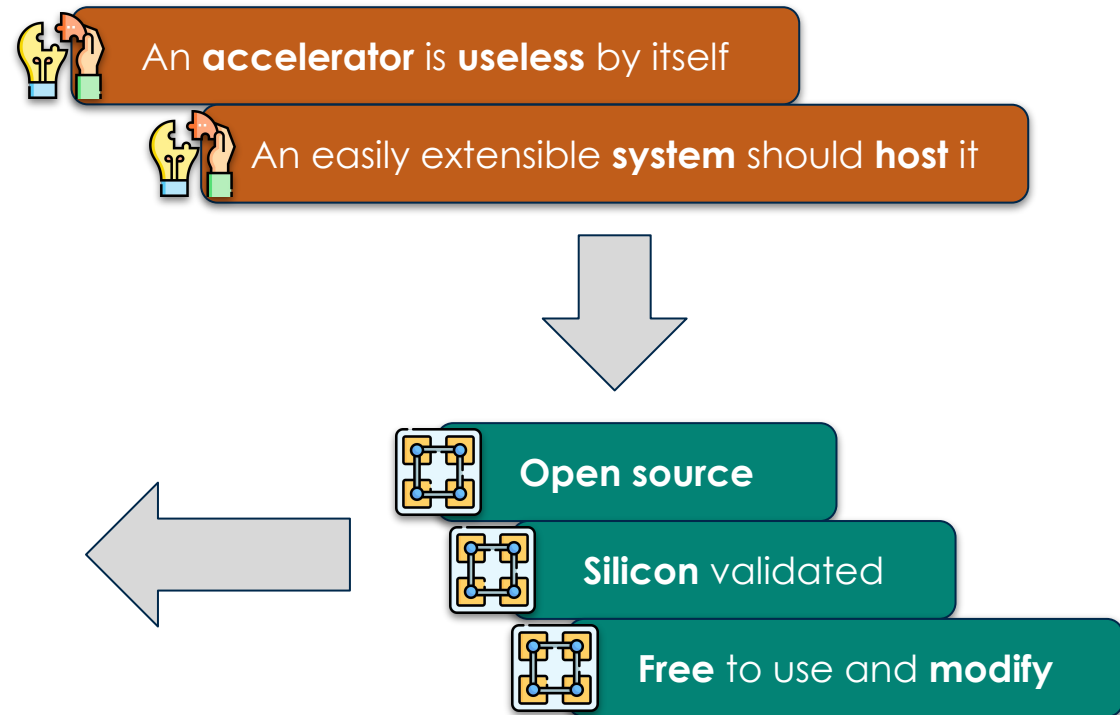 An accelerator is useless by itself
An easily extensible system should host it
Open source
Silicon validated
Free to use and modify